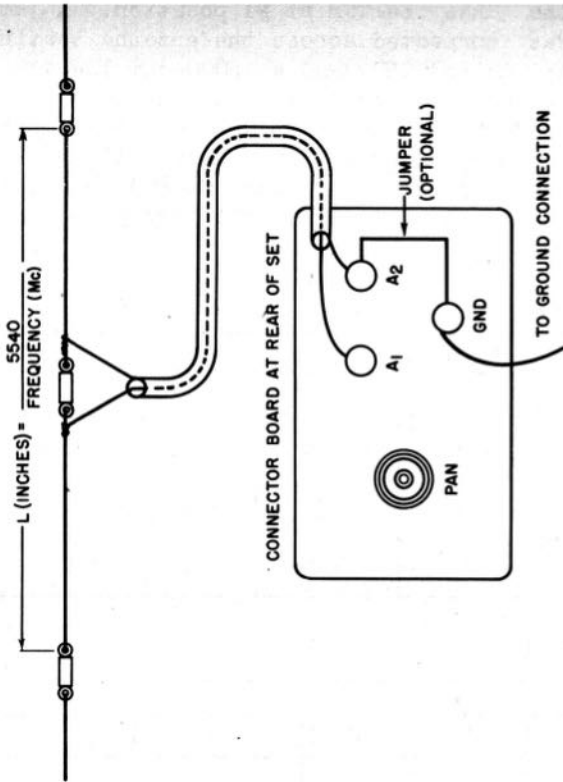 L (INCHES) = 5540
FREQUENCY (Mc)
CONNECTOR BOARD AT REAR OF SET
JUMPER
(OPTIONAL)
A1
A2
GND
PAN
TO GROUND CONNECTION